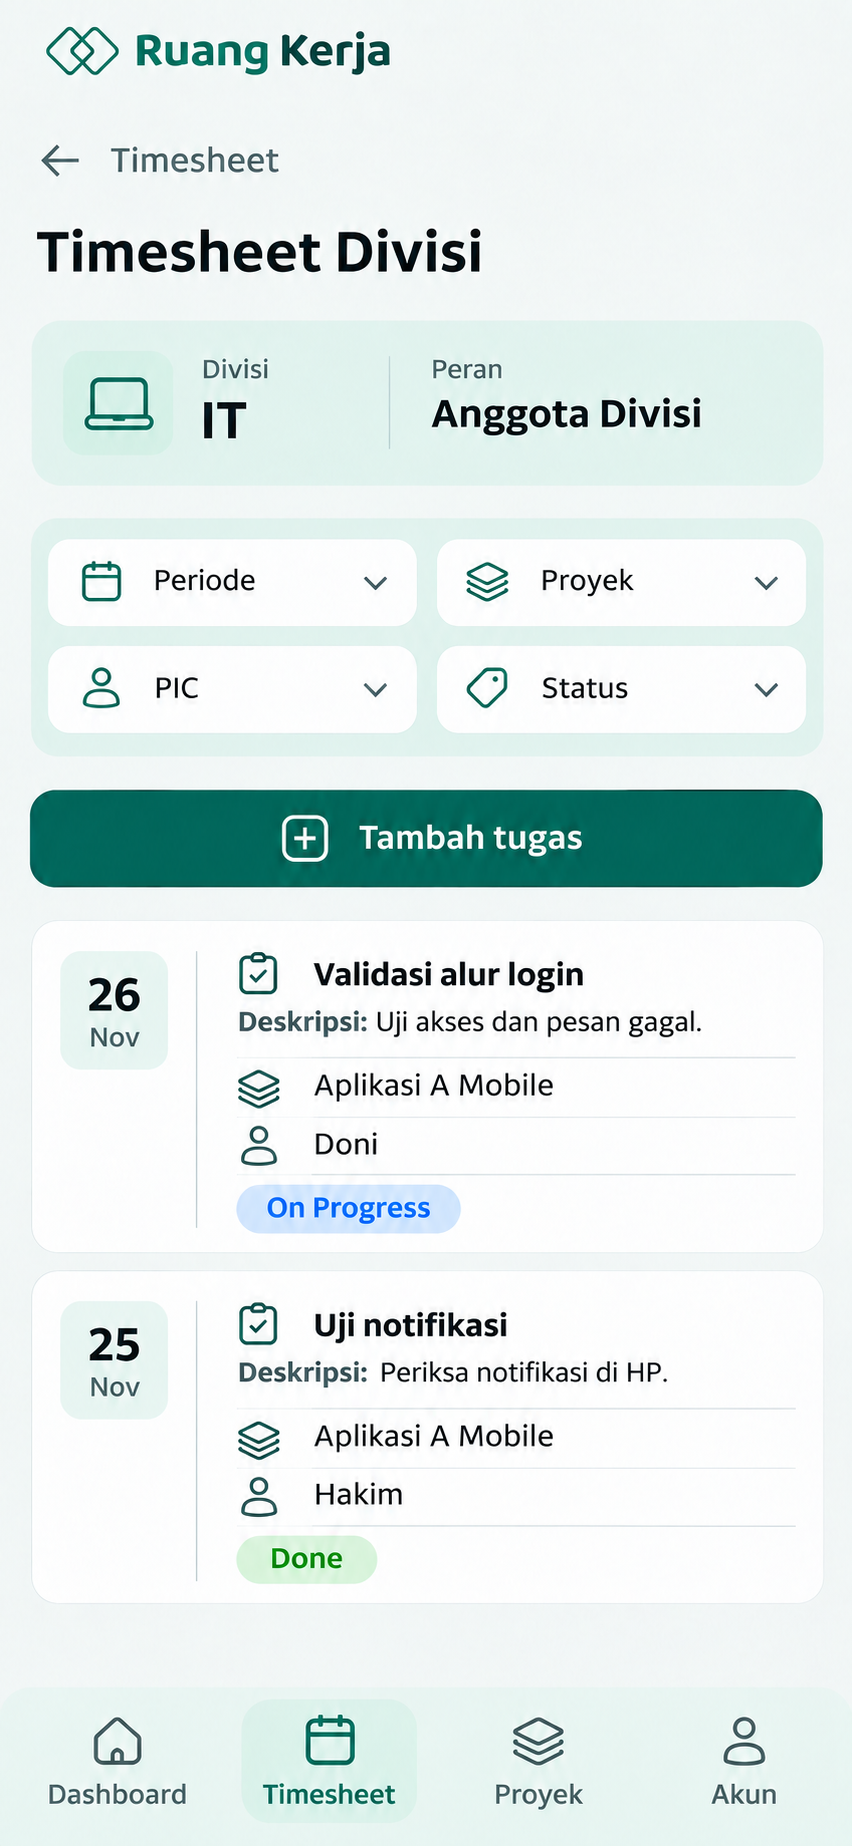 Ruang Kerja
Timesheet
Timesheet Divisi
Divisi
IT
Peran
Anggota Divisi
Periode
Proyek
PIC
Status
Tambah tugas
26
Nov
Validasi alur login
Deskripsi: Uji akses dan pesan gagal.
Aplikasi A Mobile
Doni
On Progress
25
Nov
Uji notifikasi
Deskripsi: Periksa notifikasi di HP.
Aplikasi A Mobile
Hakim
Done
Dashboard
Timesheet
Proyek
Akun